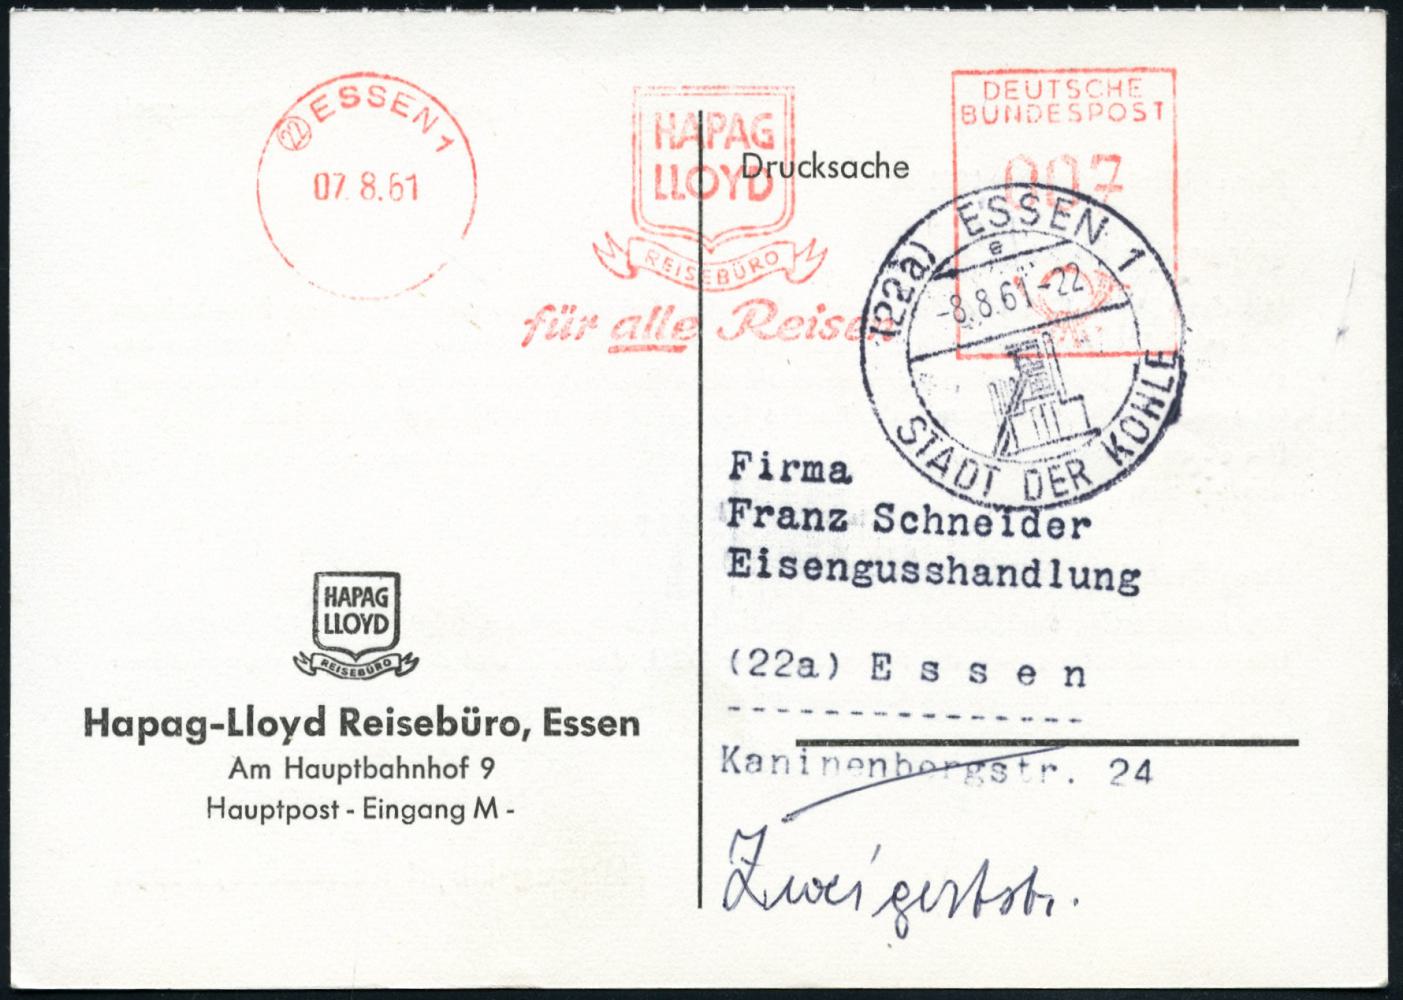 22 ESSEN 1
07. 8. 61
HAPAG
LLOYD
REISEBÜRO
für alle Reisen
DEUTSCHE
BUNDESPOST
007
Drucksache
(22a) ESSEN 1
e
-8.8.61-22
STADT DER KOHLE
Firma
Franz Schneider
Eisengusshandlung
(22a) E s s e n
---------------
Kaninenbergstr. 24
Zweigertstr.
HAPAG
LLOYD
REISEBÜRO
Hapag-Lloyd Reisebüro, Essen
Am Hauptbahnhof 9
Hauptpost - Eingang M -